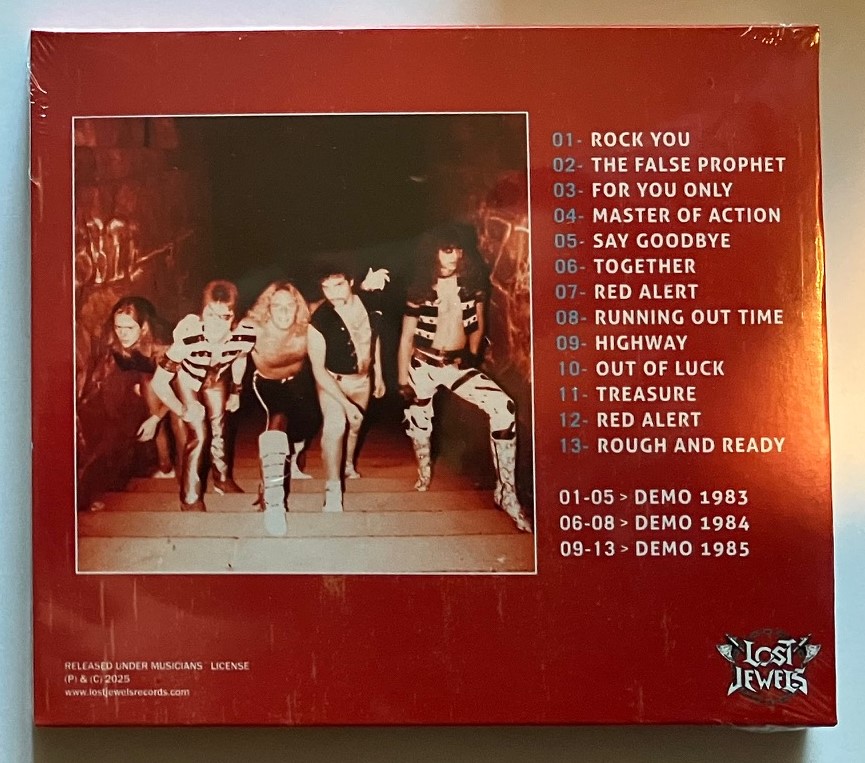 01- ROCK YOU
02- THE FALSE PROPHET
03- FOR YOU ONLY
04- MASTER OF ACTION
05- SAY GOODBYE
06- TOGETHER
07- RED ALERT
08- RUNNING OUT TIME
09- HIGHWAY
10- OUT OF LUCK
11- TREASURE
12- RED ALERT
13- ROUGH AND READY
01-05 > DEMO 1983
06-08 > DEMO 1984
09-13 > DEMO 1985
RELEASED UNDER MUSICIANS LICENSE
(P) & (C) 2025
www.lostjewelsrecords.com
LOST
JEWELS